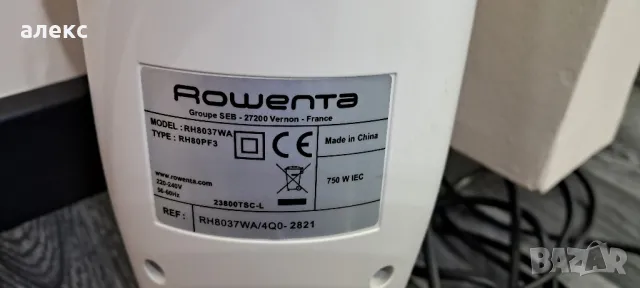 алекс
Rowenta
Groupe SEB - 27200 Vernon - France
MODEL : RH8037WA
TYPE : RH80PF3
CE
Made in China
www.rowenta.com
220-240V
50-60Hz
750 W IEC
23800TSC-L
REF :
RH8037WA/4Q0- 2821
bazar